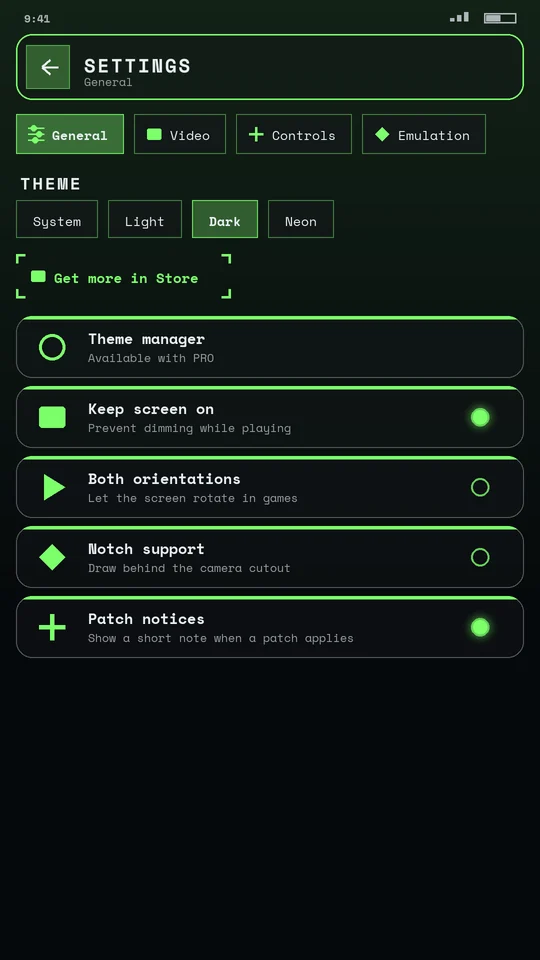 9:41
SETTINGS
General
General
Video
Controls
Emulation
THEME
System
Light
Dark
Neon
Get more in Store
Theme manager
Available with PRO
Keep screen on
Prevent dimming while playing
Both orientations
Let the screen rotate in games
Notch support
Draw behind the camera cutout
Patch notices
Show a short note when a patch applies